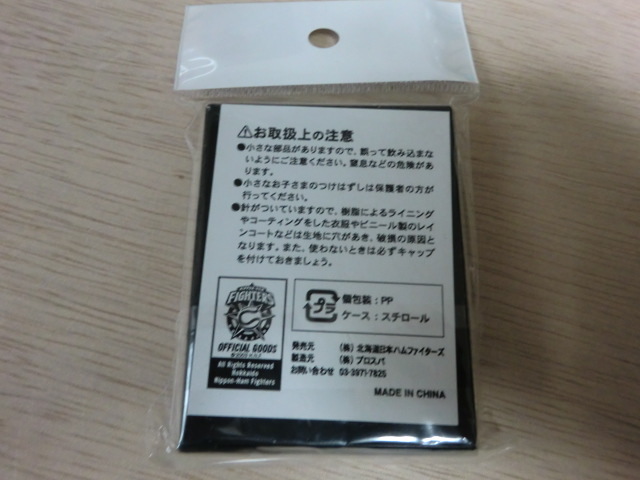 ⚠お取扱上の注意
●小さな部品がありますので、誤って飲み込まな
いようにご注意ください。窒息などの危険があ
ります。
●小さなお子さまのつけはずしは保護者の方が
行ってください。
●針がついていますので、樹脂によるライニング
やコーティングをした衣服やビニール製のレイ
ンコートなどは生地に穴があき、破損の原因と
なります。また、使わないときは必ずキャップ
を付けておきましょう。
FIGHTERS
OFFICIAL GOODS
All Rights Reserved
Hokkaido
Nippon-Ham Fighters
プラ
個包装：PP
ケース：スチロール
発売元 （株）北海道日本ハムファイターズ
製造元 （株）プロスパ
お問い合わせ 03-3971-7825
MADE IN CHINA